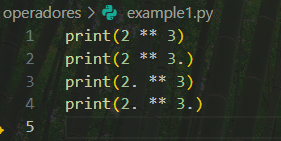 operadores > example1.py
1 print(2 ** 3)
2 print(2 ** 3.)
3 print(2. ** 3)
4 print(2. ** 3.)
5